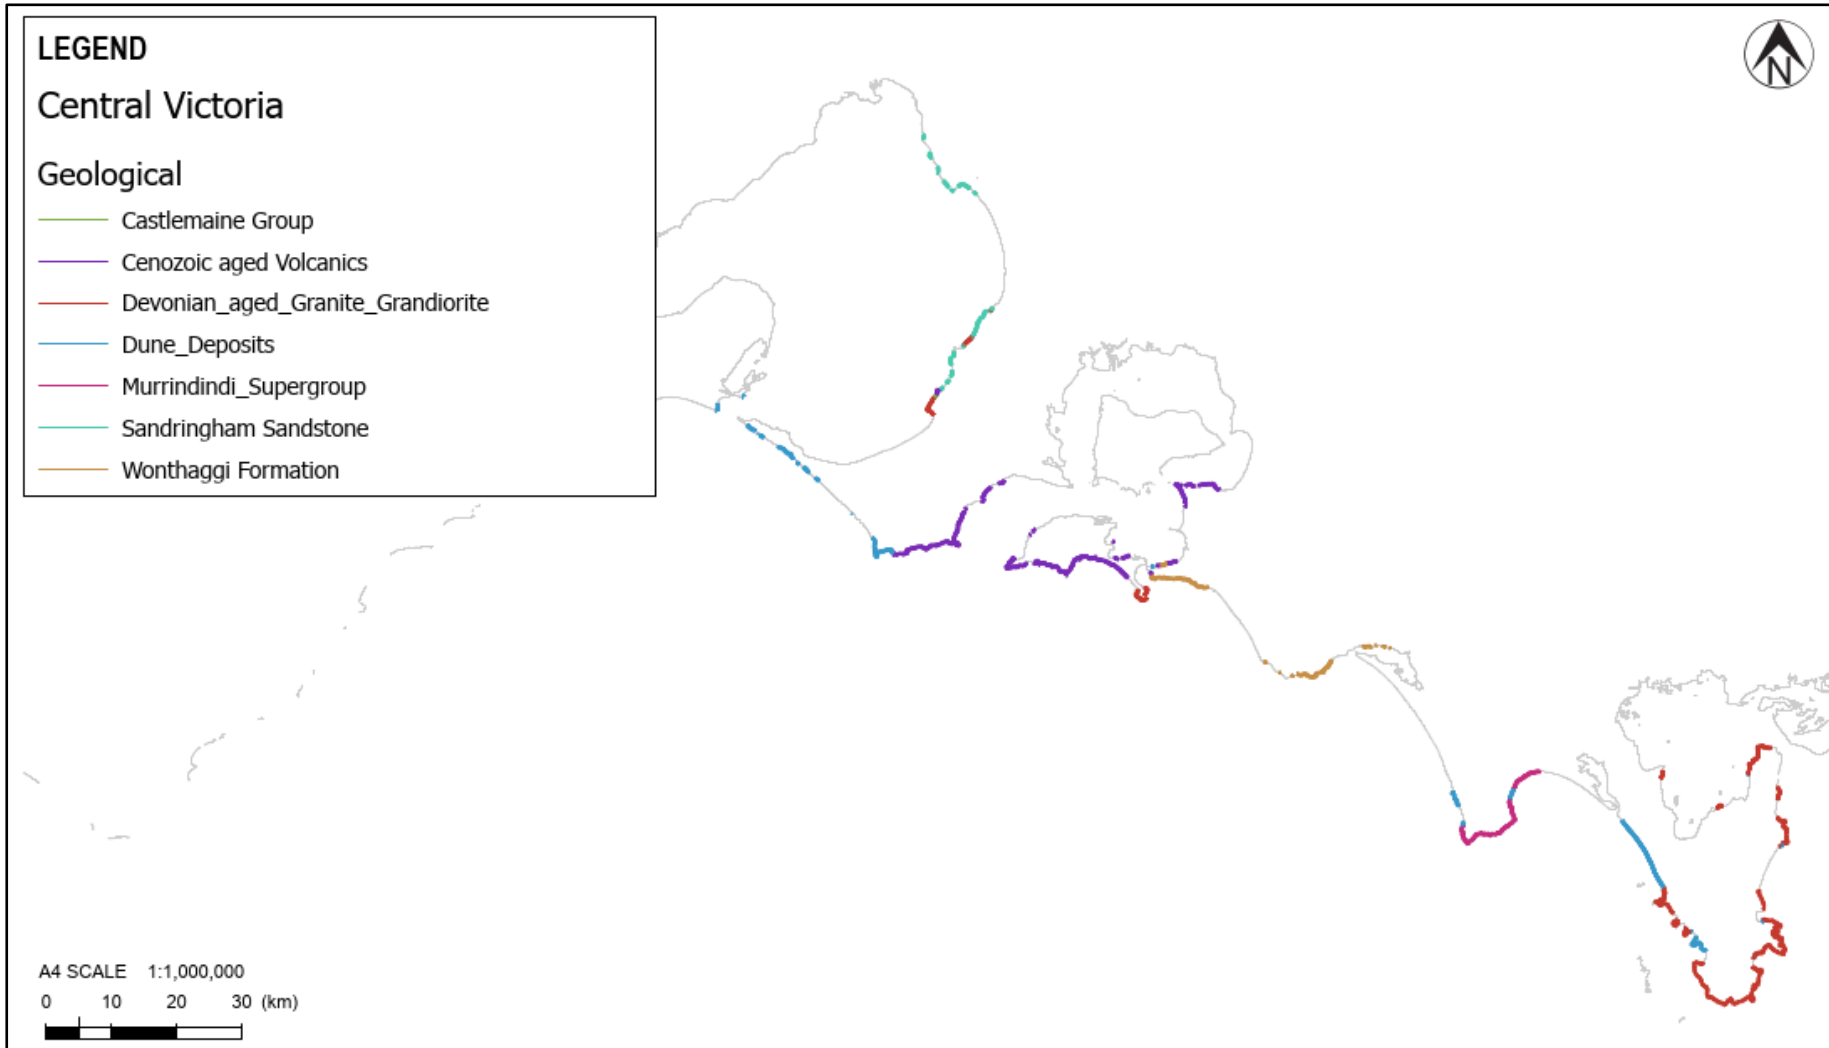 LEGEND
Central Victoria
Geological
Castlemaine Group
Cenozoic aged Volcanics
Devonian_aged_Granite_Grandiorite
Dune_Deposits
Murrindindi_Supergroup
Sandringham Sandstone
Wonthaggi Formation
N
A4 SCALE 1:1,000,000
0 10 20 30 (km)